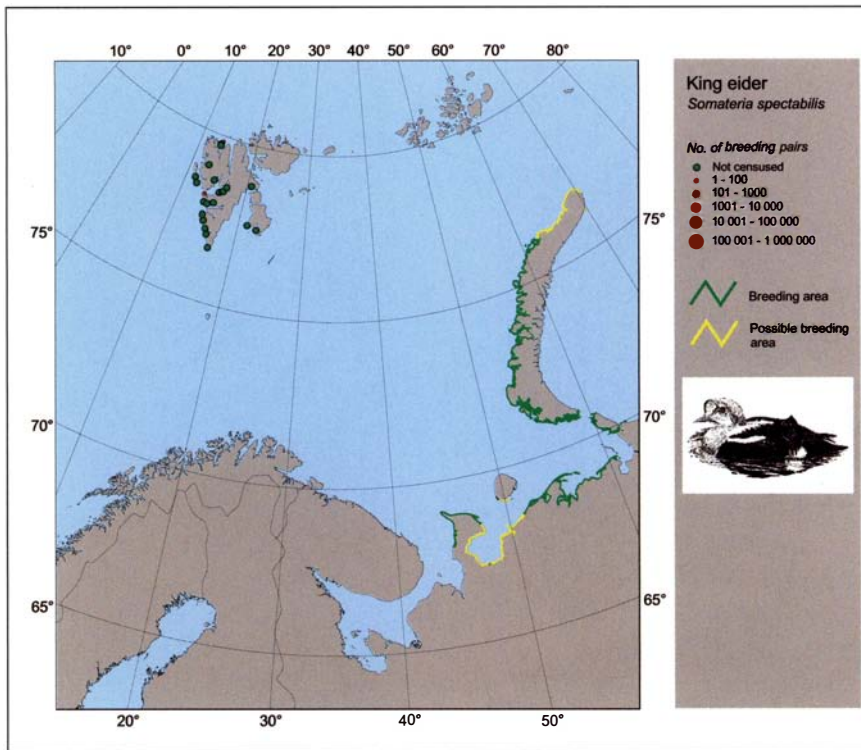 10° 0° 10° 20° 30° 40° 50° 60° 70° 80°
75° 75°
70° 70°
65° 65°
20° 30° 40° 50°
King eider
Somateria spectabilis
No. of breeding pairs
Not censused
1 - 100
101 - 1000
1001 - 10 000
10 001 - 100 000
100 001 - 1 000 000
Breeding area
Possible breeding
area